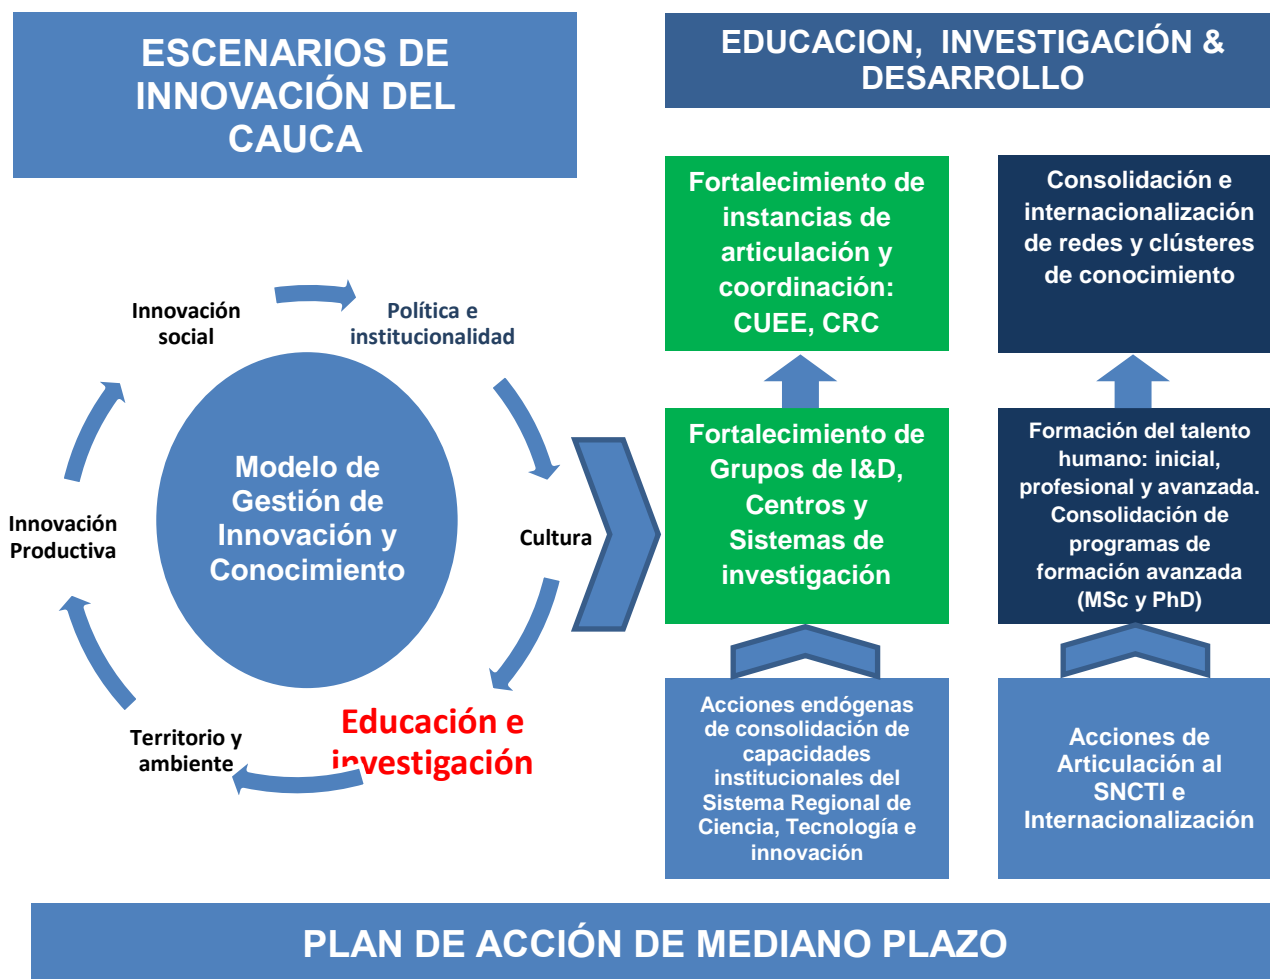 ESCENARIOS DE
INNOVACIÓN DEL
CAUCA
EDUCACION, INVESTIGACIÓN &
DESARROLLO
Innovación
social
Política e
institucionalidad
Cultura
Educación e
investigación
Territorio y
ambiente
Innovación
Productiva
Modelo de
Gestión de
Innovación y
Conocimiento
Fortalecimiento de
instancias de
articulación y
coordinación:
CUEE, CRC
Fortalecimiento de
Grupos de I&D,
Centros y
Sistemas de
investigación
Acciones endógenas
de consolidación de
capacidades
institucionales del
Sistema Regional de
Ciencia, Tecnología e
innovación
Consolidación e
internacionalización
de redes y clústeres
de conocimiento
Formación del talento
humano: inicial,
profesional y avanzada.
Consolidación de
programas de
formación avanzada
(MSc y PhD)
Acciones de
Articulación al
SNCTI e
Internacionalización
PLAN DE ACCIÓN DE MEDIANO PLAZO